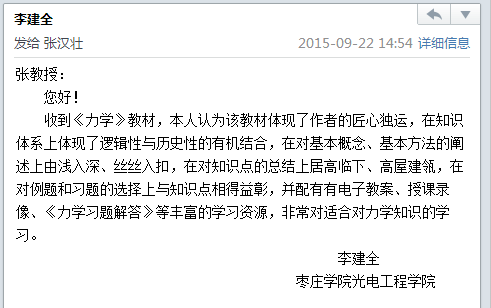 李建全
发给 张汉壮 2015-09-22 14:54 详细信息
张教授：
您好！
收到《力学》教材，本人认为该教材体现了作者的匠心独运，在知识
体系上体现了逻辑性与历史性的有机结合，在对基本概念、基本方法的阐
述上由浅入深、丝丝入扣，在对知识点的总结上居高临下、高屋建瓴，在
对例题和习题的选择上与知识点相得益彰，并配有有电子教案、授课录
像、《力学习题解答》等丰富的学习资源，非常对适合对力学知识的学
习。
李建全
枣庄学院光电工程学院